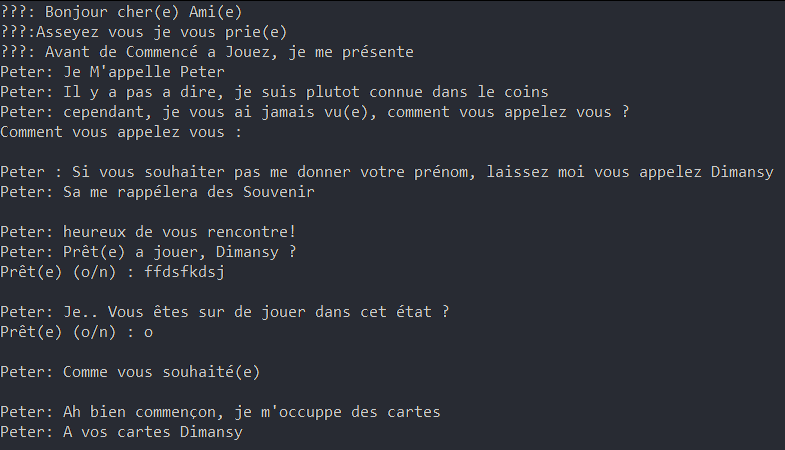 ???: Bonjour cher(e) Ami(e)
???:Asseyez vous je vous prie(e)
???: Avant de Commencé a Jouez, je me présente
Peter: Je M'appelle Peter
Peter: Il y a pas a dire, je suis plutot connue dans le coins
Peter: cependant, je vous ai jamais vu(e), comment vous appelez vous ?
Comment vous appelez vous :
Peter : Si vous souhaiter pas me donner votre prénom, laissez moi vous appelez Dimansy
Peter: Sa me rappélera des Souvenir
Peter: heureux de vous rencontre!
Peter: Prêt(e) a jouer, Dimansy ?
Prêt(e) (o/n) : ffdsfkdsj
Peter: Je.. Vous êtes sur de jouer dans cet état ?
Prêt(e) (o/n) : o
Peter: Comme vous souhaité(e)
Peter: Ah bien commençon, je m'occuppe des cartes
Peter: A vos cartes Dimansy